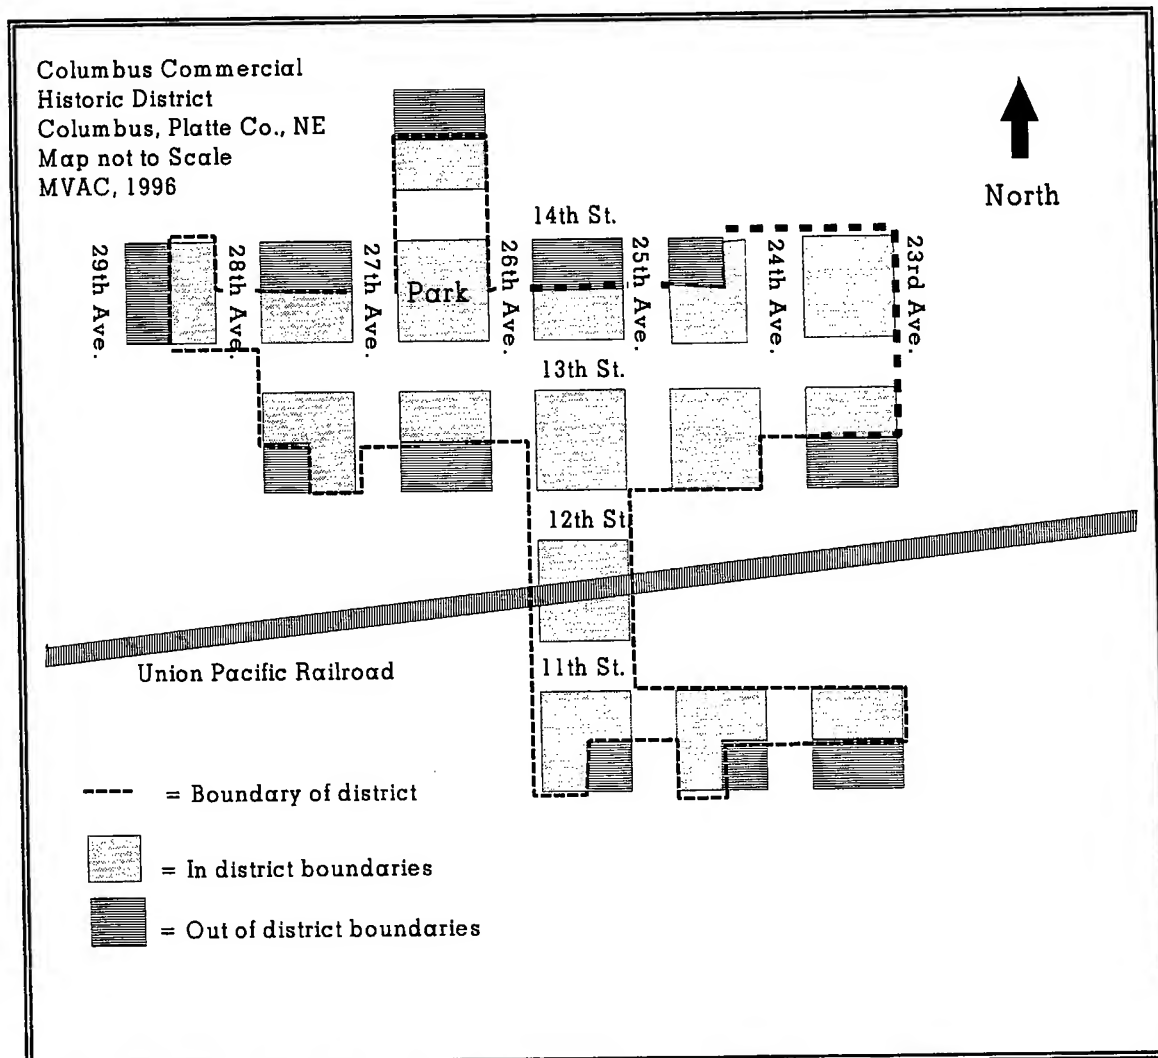 Columbus Commercial
Historic District
Columbus, Platte Co., NE
Map not to Scale
MVAC, 1996
North
14th St.
29th Ave.
28th Ave.
27th Ave.
Park
26th Ave.
25th Ave.
24th Ave.
23rd Ave.
13th St.
12th St
11th St.
Union Pacific Railroad
= Boundary of district
= In district boundaries
= Out of district boundaries